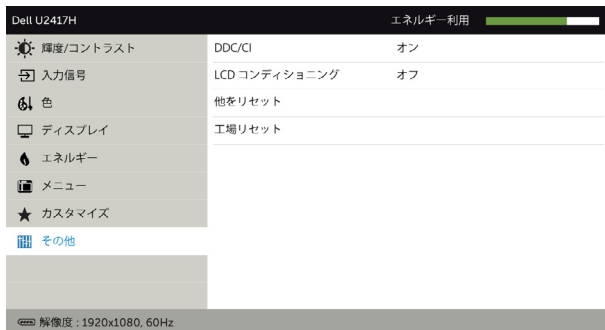 Dell U2417H エネルギー利用
輝度/コントラスト DDC/CI オン
入力信号 LCD コンディショニング オフ
色 他をリセット
ディスプレイ 工場リセット
エネルギー
メニュー
カスタマイズ
その他
解像度 : 1920x1080, 60Hz